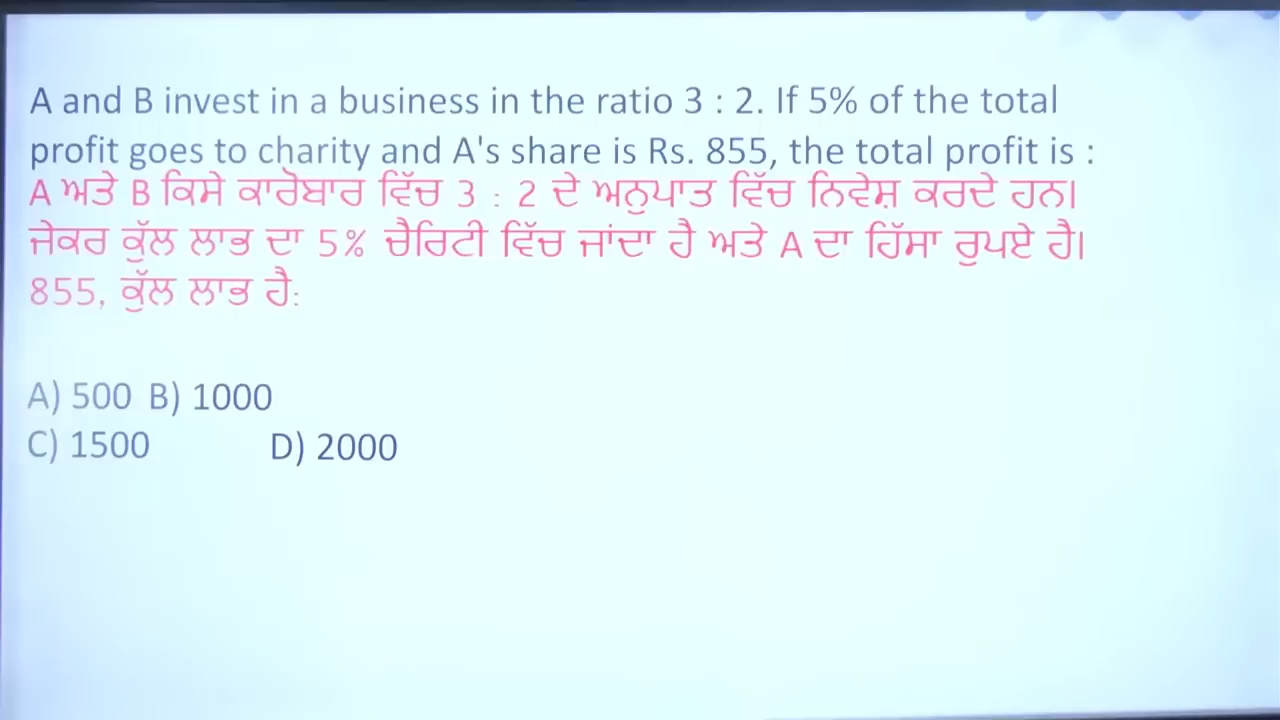 A and B invest in a business in the ratio 3 : 2. If 5% of the total
profit goes to charity and A's share is Rs. 855, the total profit is :
A ਅਤੇ B ਕਿਸੇ ਕਾਰੋਬਾਰ ਵਿੱਚ 3 : 2 ਦੇ ਅਨੁਪਾਤ ਵਿੱਚ ਨਿਵੇਸ਼ ਕਰਦੇ ਹਨ।
ਜੇਕਰ ਕੁੱਲ ਲਾਭ ਦਾ 5% ਚੈਰਿਟੀ ਵਿੱਚ ਜਾਂਦਾ ਹੈ ਅਤੇ A ਦਾ ਹਿੱਸਾ ਰੁਪਏ ਹੈ।
855, ਕੁੱਲ ਲਾਭ ਹੈ:
A) 500 B) 1000
C) 1500 D) 2000